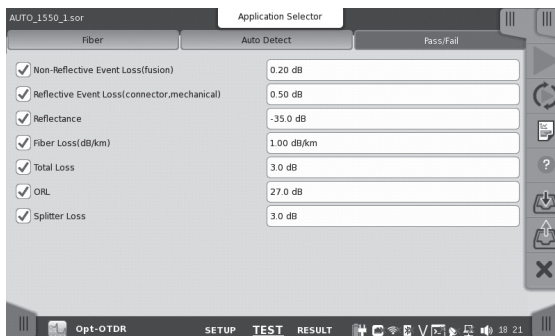 AUTO_1550_1.sor
Application Selector
Fiber Auto Detect Pass/Fail
Non-Reflective Event Loss(fusion) 0.20 dB
Reflective Event Loss(connector,mechanical) 0.50 dB
Reflectance -35.0 dB
Fiber Loss(dB/km) 1.00 dB/km
Total Loss 3.0 dB
ORL 27.0 dB
Splitter Loss 3.0 dB
Opt-OTDR SETUP TEST RESULT 18 21